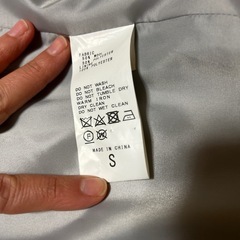 FABRIC
DO NOT WASH
DO NOT BLEACH
DO NOT TUMBLE DRY
WARM IRON
DRY CLEAN
DO NOT WET CLEAN
P
MADE IN CHINA
S